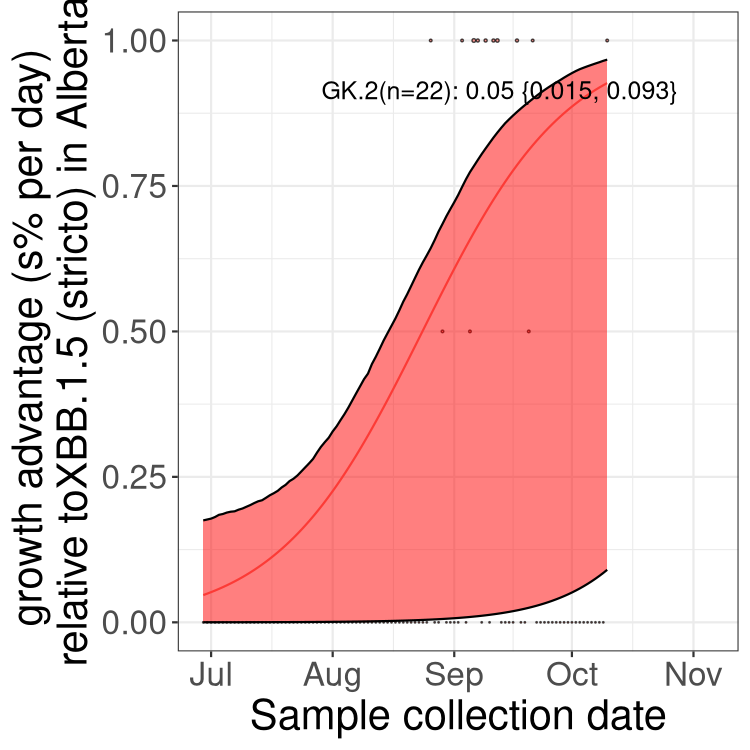 growth advantage (s% per day)
relative toXBB.1.5 (stricto) in Alberta
1.00
0.75
0.50
0.25
0.00
GK.2(n=22): 0.05 {0.015, 0.093}
Jul Aug Sep Oct Nov
Sample collection date